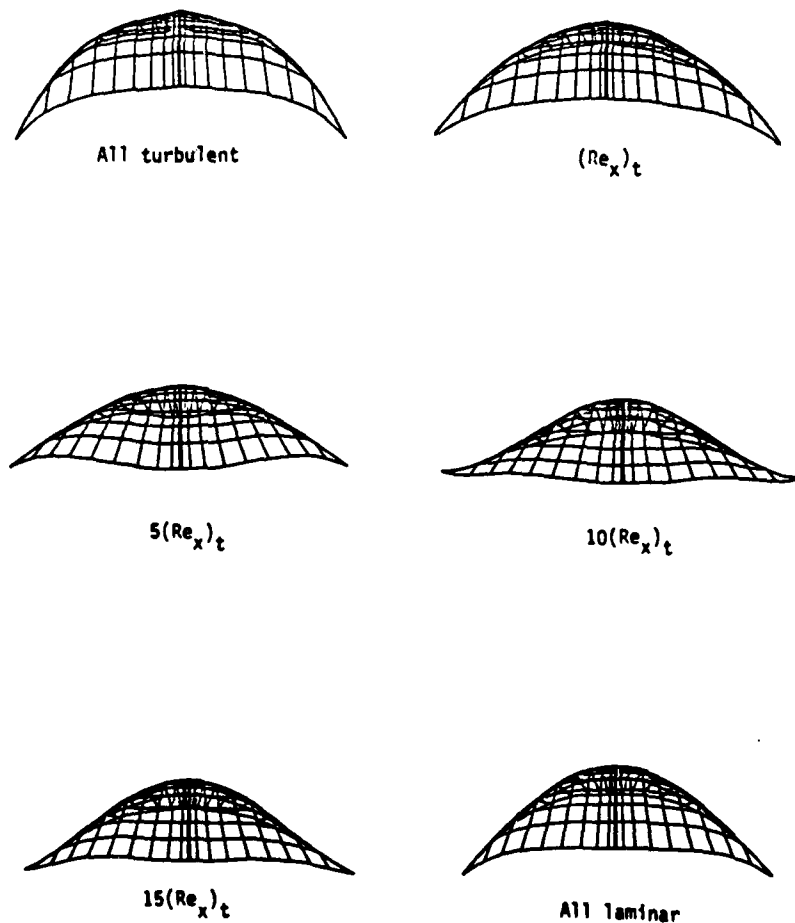 All turbulent
(Re_x)_t
5(Re_x)_t
10(Re_x)_t
15(Re_x)_t
All laminar